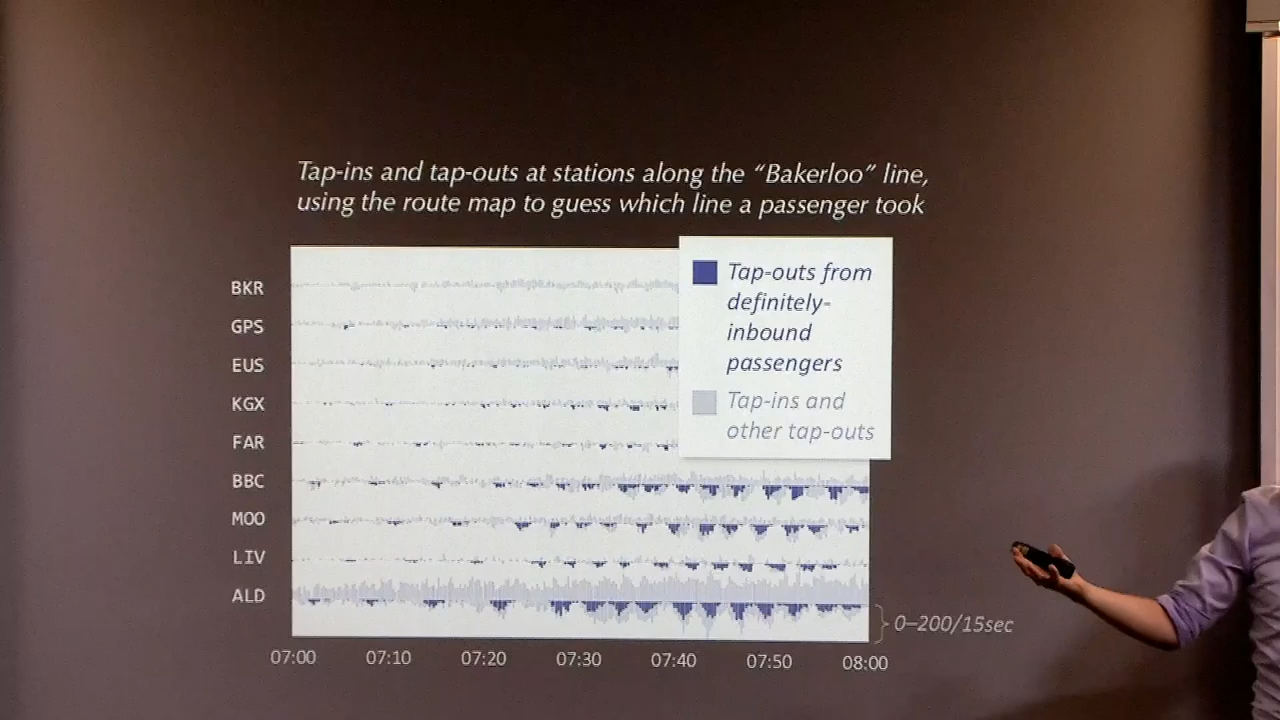 Tap-ins and tap-outs at stations along the “Bakerloo” line,
using the route map to guess which line a passenger took
Tap-outs from
definitely-
inbound
passengers
Tap-ins and
other tap-outs
BKR
GPS
EUS
KGX
FAR
BBC
MOO
LIV
ALD
0–200/15sec
07:00 07:10 07:20 07:30 07:40 07:50 08:00